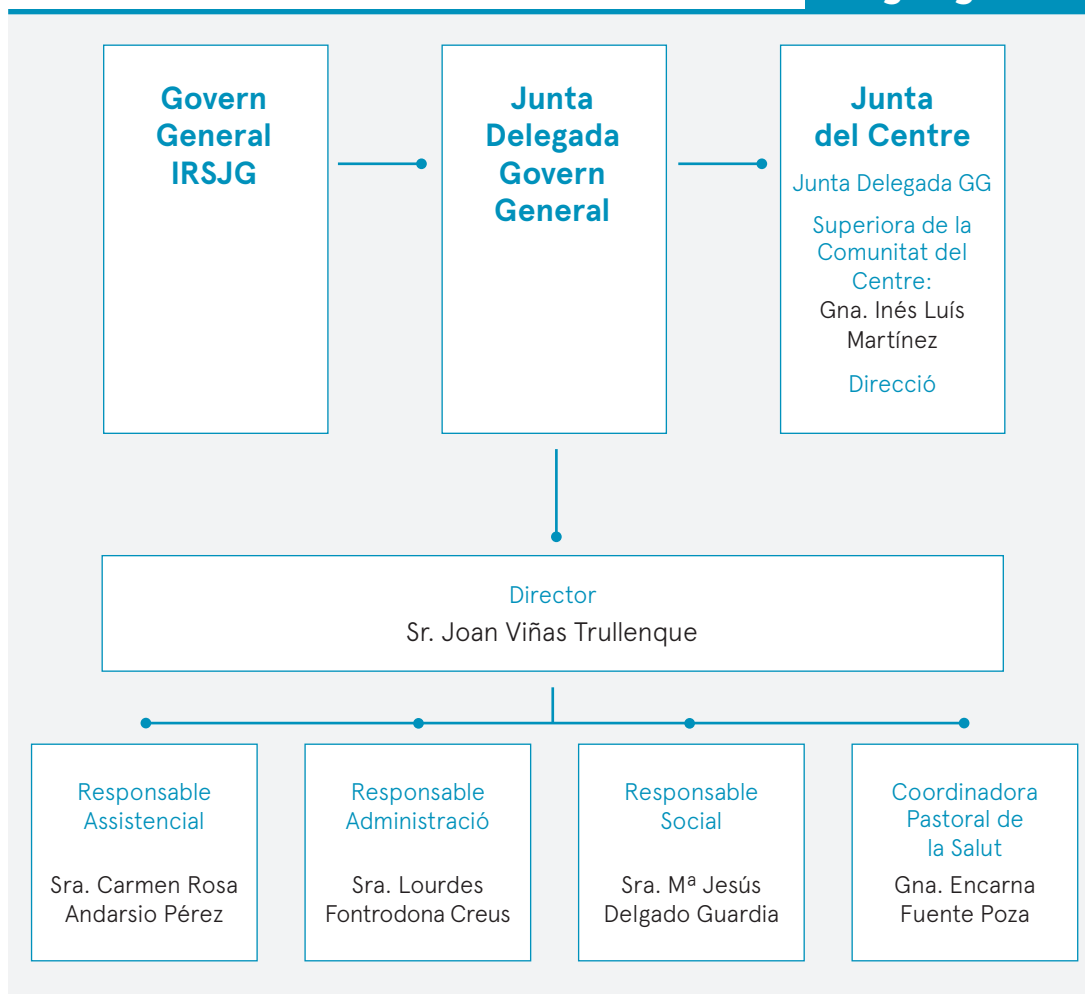 Govern
General
IRSJG
Junta
Delegada
Govern
General
Junta
del Centre
Junta Delegada GG
Superiora de la
Comunitat del
Centre:
Gna. Inés Luís
Martínez
Direcció
Director
Sr. Joan Viñas Trullenque
Responsable
Assistencial
Sra. Carmen Rosa
Andarsio Pérez
Responsable
Administració
Sra. Lourdes
Fontrodona Creus
Responsable
Social
Sra. Mª Jesús
Delgado Guardia
Coordinadora
Pastoral de
la Salut
Gna. Encarna
Fuente Poza